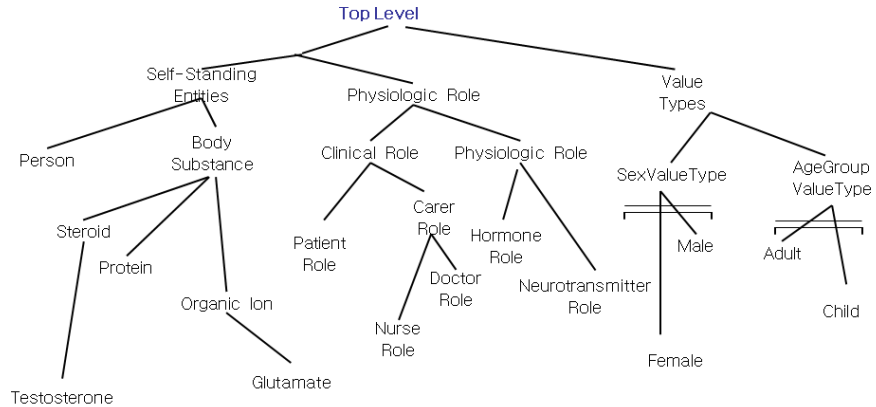 Top Level
Self-Standing
Entities
Physiologic Role
Value
Types
Person
Body
Substance
Clinical Role
Physiologic Role
SexValueType
AgeGroup
ValueType
Steroid
Protein
Organic Ion
Patient
Role
Carer
Role
Hormone
Role
Male
Adult
Doctor
Role
Neurotransmitter
Role
Nurse
Role
Child
Female
Testosterone
Glutamate